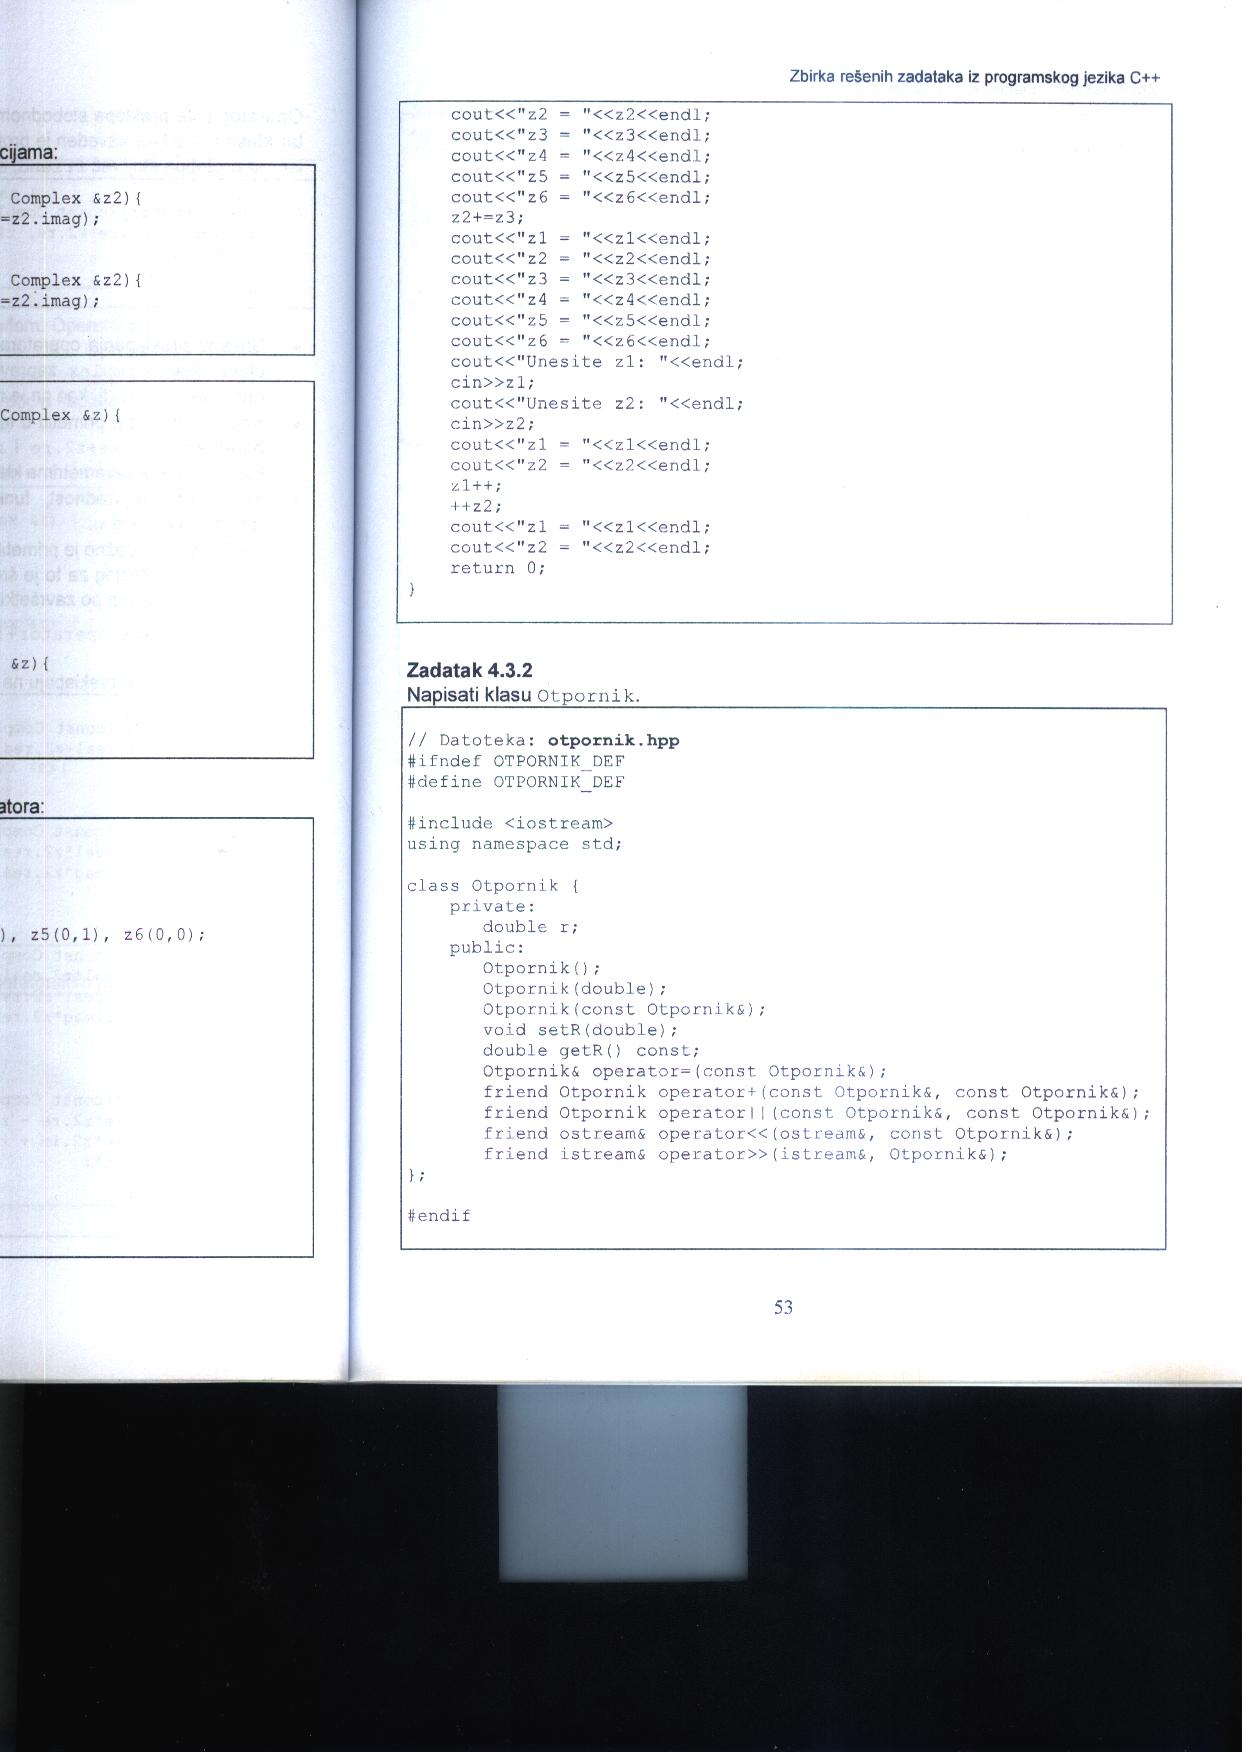 cijama:
Complex &z2){
=z2.imag);
Complex &z2){
=z2.imag);
Complex &z){
&z){
atora:
), z5(0,1), z6(0,0);
Zbirka rešenih zadataka iz programskog jezika C++
cout<<"z2 = "<<z2<<endl;
cout<<"z3 = "<<z3<<endl;
cout<<"z4 = "<<z4<<endl;
cout<<"z5 = "<<z5<<endl;
cout<<"z6 = "<<z6<<endl;
z2+=z3;
cout<<"z1 = "<<z1<<endl;
cout<<"z2 = "<<z2<<endl;
cout<<"z3 = "<<z3<<endl;
cout<<"z4 = "<<z4<<endl;
cout<<"z5 = "<<z5<<endl;
cout<<"z6 = "<<z6<<endl;
cout<<"Unesite z1: "<<endl;
cin>>z1;
cout<<"Unesite z2: "<<endl;
cin>>z2;
cout<<"z1 = "<<z1<<endl;
cout<<"z2 = "<<z2<<endl;
z1++;
++z2;
cout<<"z1 = "<<z1<<endl;
cout<<"z2 = "<<z2<<endl;
return 0;
}
Zadatak 4.3.2
Napisati klasu Otpornik.
// Datoteka: otpornik.hpp
#ifndef OTPORNIK_DEF
#define OTPORNIK_DEF
#include <iostream>
using namespace std;
class Otpornik {
private:
double r;
public:
Otpornik();
Otpornik(double);
Otpornik(const Otpornik&);
void setR(double);
double getR() const;
Otpornik& operator=(const Otpornik&);
friend Otpornik operator+(const Otpornik&, const Otpornik&);
friend Otpornik operator||(const Otpornik&, const Otpornik&);
friend ostream& operator<<(ostream&, const Otpornik&);
friend istream& operator>>(istream&, Otpornik&);
};
#endif
53